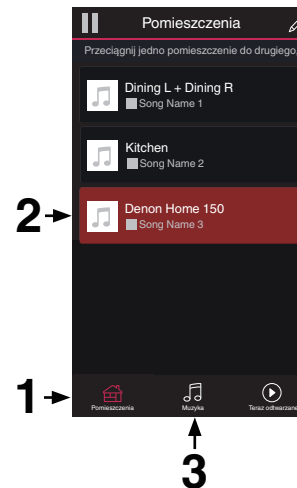 Pomieszczenia
Przeciągnij jedno pomieszczenie do drugiego,
Dining L + Dining R
Song Name 1
Kitchen
Song Name 2
Denon Home 150
Song Name 3
2
1
Pomieszczenia
Muzyka
Teraz odtwarzane
3